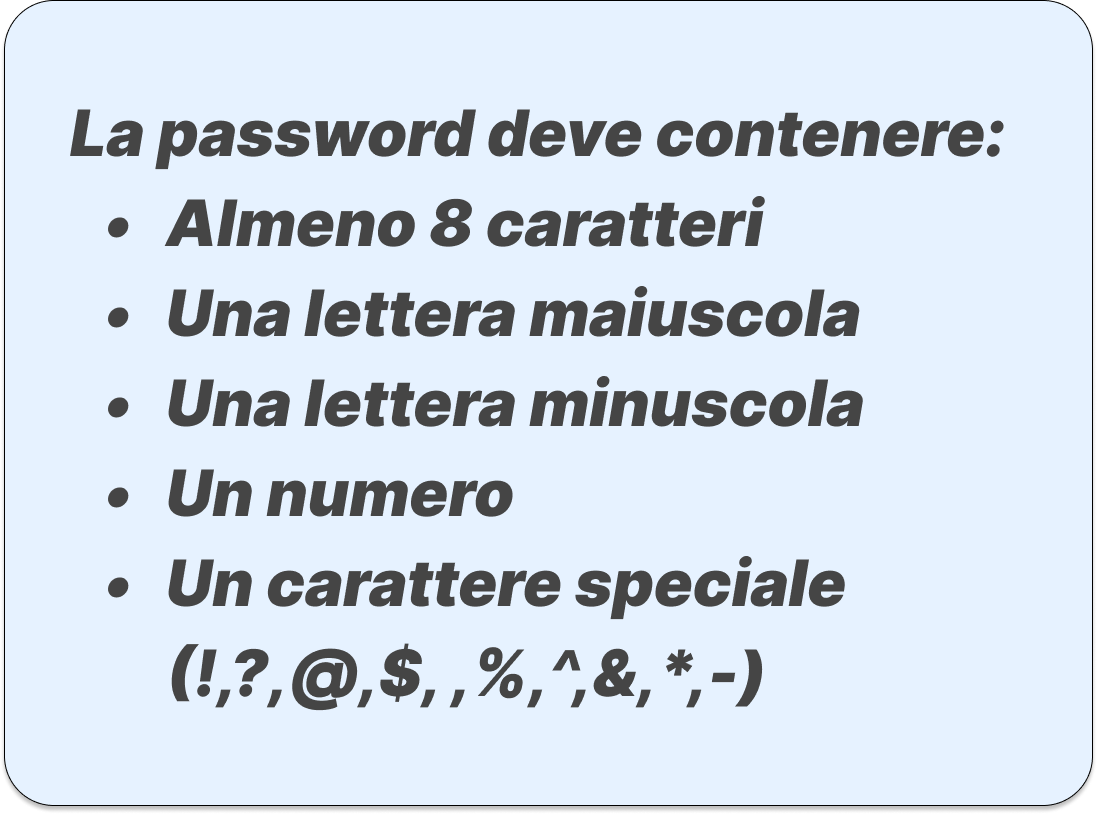 La password deve contenere:
• Almeno 8 caratteri
• Una lettera maiuscola
• Una lettera minuscola
• Un numero
• Un carattere speciale
(!,?,@,$, ,%,^,&,*,-)